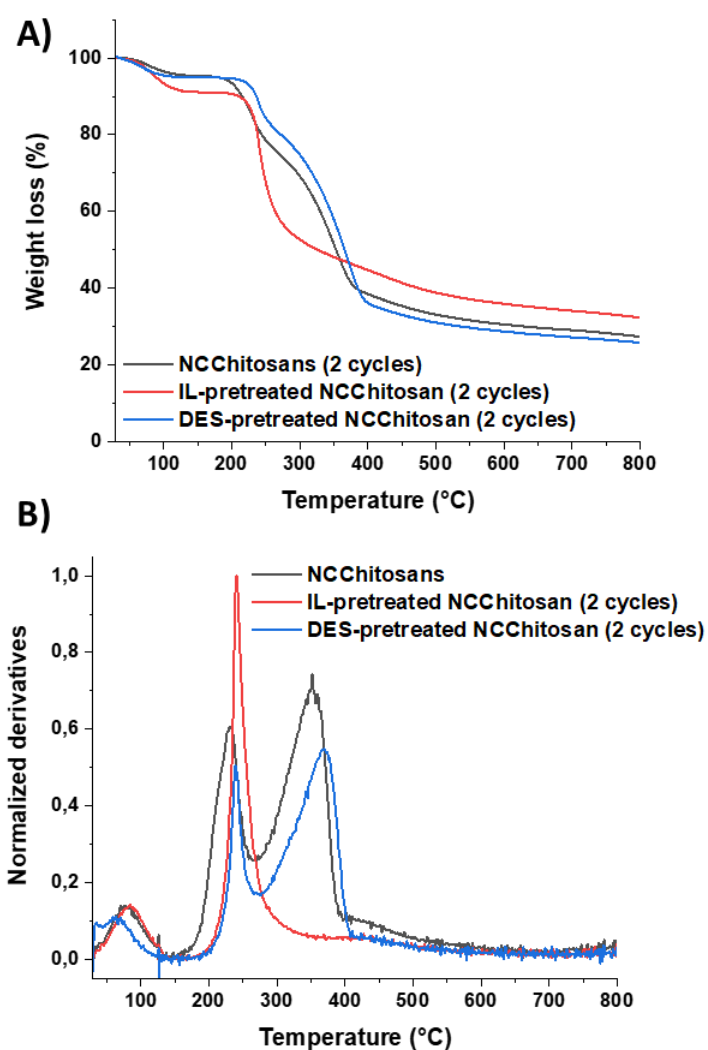 A)
100
80
60
40
20
0
Weight loss (%)
NCChitosans (2 cycles)
IL-pretreated NCChitosan (2 cycles)
DES-pretreated NCChitosan (2 cycles)
100 200 300 400 500 600 700 800
Temperature (°C)
B)
1,0
0,8
0,6
0,4
0,2
0,0
Normalized derivatives
NCChitosans
IL-pretreated NCChitosan (2 cycles)
DES-pretreated NCChitosan (2 cycles)
100 200 300 400 500 600 700 800
Temperature (°C)